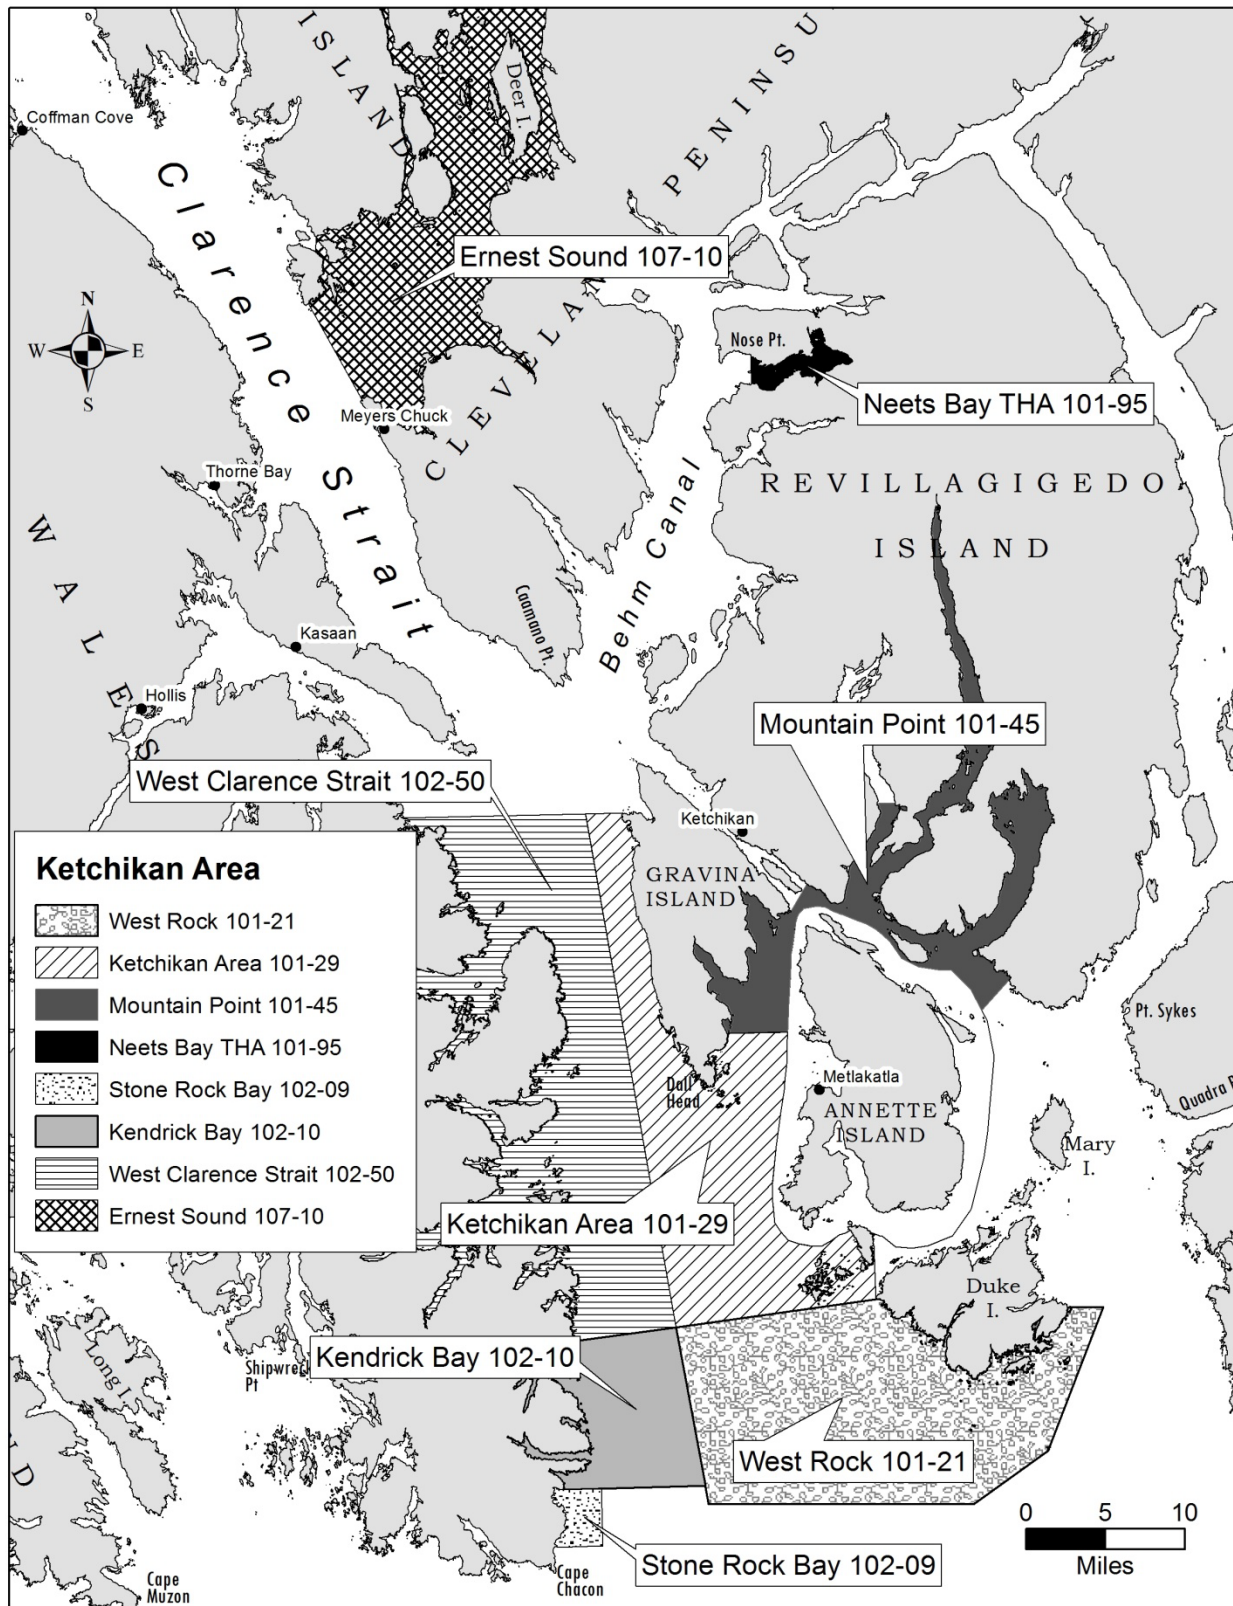 ISLAND
Deer I.
PENINSU
Coffman Cove
Clarence Strait
Ernest Sound 107-10
N
W
E
S
CLEVELAN
Nose Pt.
Neets Bay THA 101-95
Meyers Chuck
Thorne Bay
REVILLAGIGEDO
ISLAND
Behm Canal
WALES
Caamano Pt.
Kasaan
Hollis
Mountain Point 101-45
West Clarence Strait 102-50
Ketchikan
GRAVINA
ISLAND
Ketchikan Area
West Rock 101-21
Ketchikan Area 101-29
Mountain Point 101-45
Neets Bay THA 101-95
Stone Rock Bay 102-09
Kendrick Bay 102-10
West Clarence Strait 102-50
Ernest Sound 107-10
Pt. Sykes
Dall
Head
Metlakatla
ANNETTE
ISLAND
Quadra
Mary
I.
Ketchikan Area 101-29
Duke
I.
Long I.
Shipwreck
Pt
Kendrick Bay 102-10
West Rock 101-21
LD
0
5
10
Miles
Stone Rock Bay 102-09
Cape
Muzon
Cape
Chacon